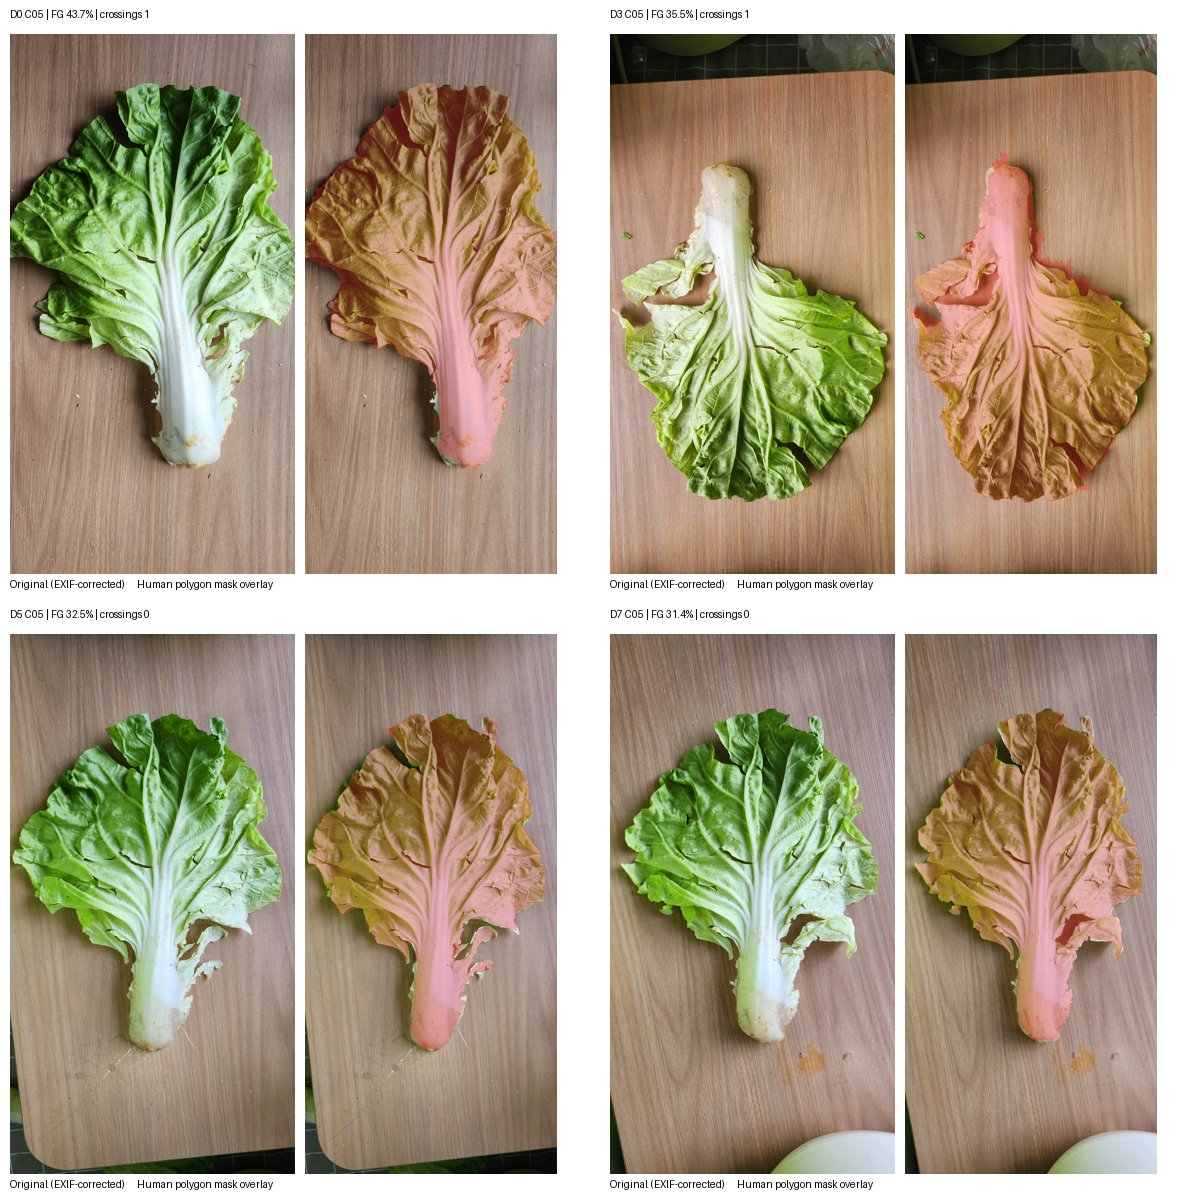 D0 C05 | FG 43.7% | crossings 1
D3 C05 | FG 35.5% | crossings 1
Original (EXIF-corrected) Human polygon mask overlay
Original (EXIF-corrected) Human polygon mask overlay
D5 C05 | FG 32.5% | crossings 0
D7 C05 | FG 31.4% | crossings 0
Original (EXIF-corrected) Human polygon mask overlay
Original (EXIF-corrected) Human polygon mask overlay